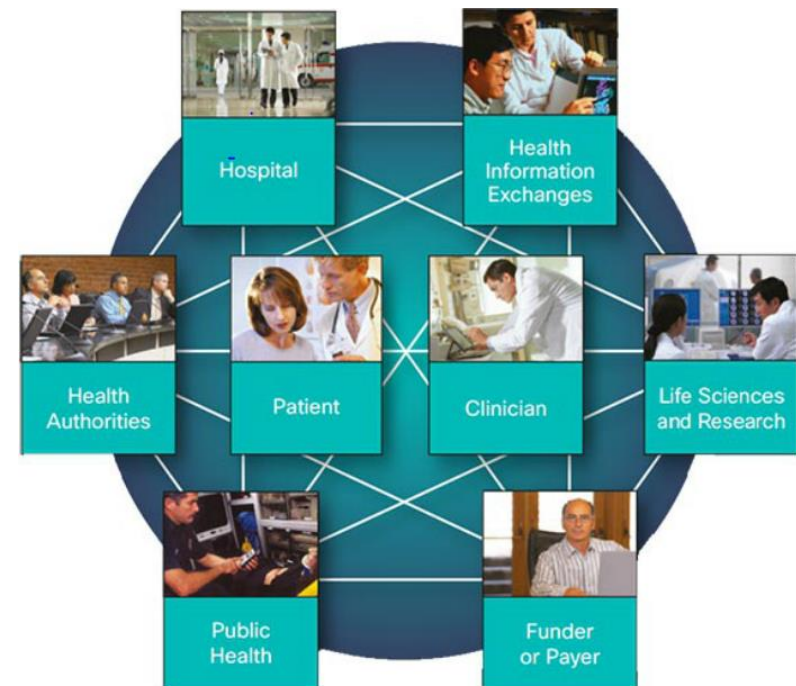 Hospital
Health
Information
Exchanges
Health
Authorities
Patient
Clinician
Life Sciences
and Research
Public
Health
Funder
or Payer